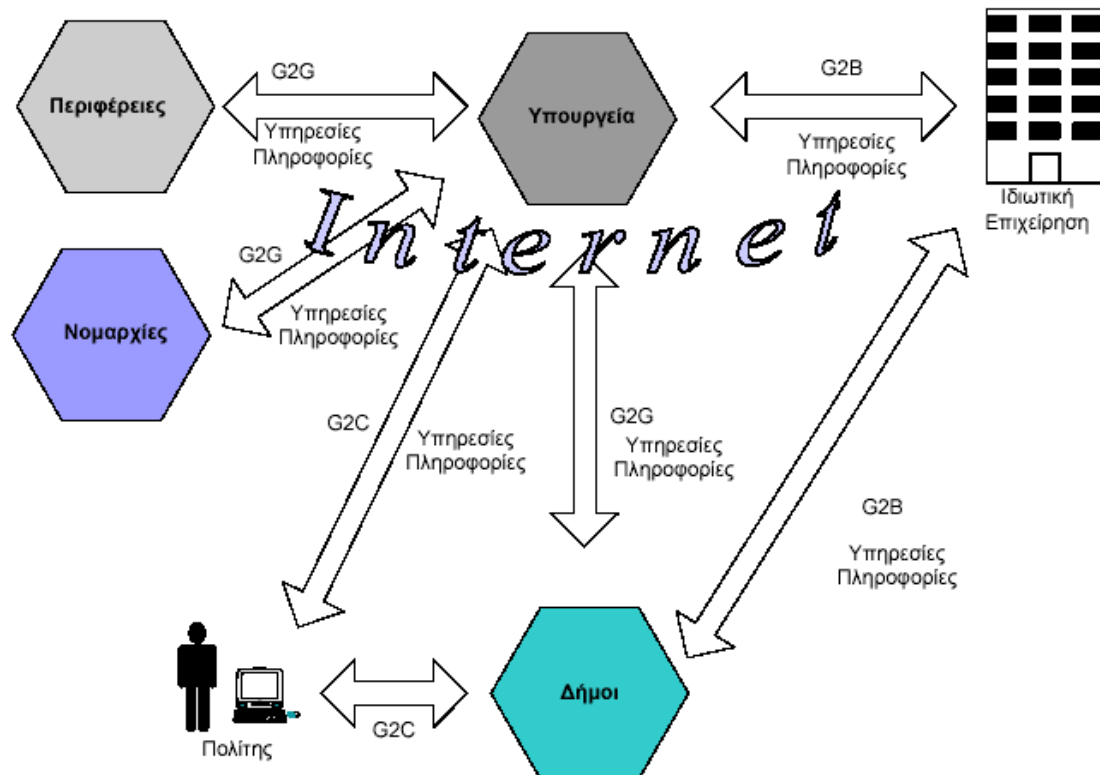 G2G
G2B
Περιφέρειες
Υπουργεία
Υπηρεσίες
Πληροφορίες
Υπηρεσίες
Πληροφορίες
Ιδιωτική
Επιχείρηση
Internet
G2G
Νομαρχίες
Υπηρεσίες
Πληροφορίες
G2C
Υπηρεσίες
Πληροφορίες
G2G
Υπηρεσίες
Πληροφορίες
G2B
Υπηρεσίες
Πληροφορίες
Δήμοι
G2C
Πολίτης